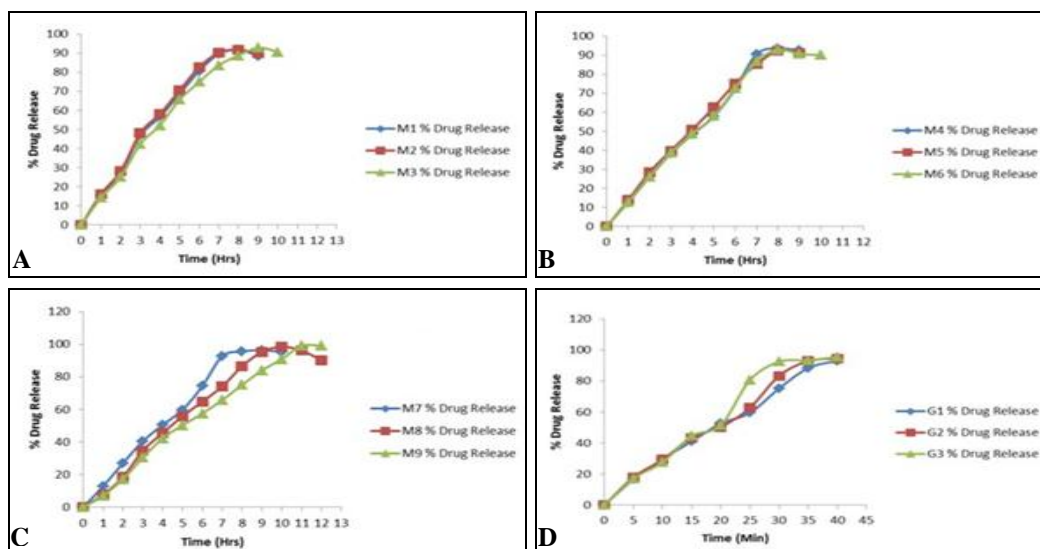 100
90
80
70
60
50
40
30
20
10
0
% Drug Release
0 1 2 3 4 5 6 7 8 9 10 11 12 13
Time (Hrs)
M1 % Drug Release
M2 % Drug Release
M3 % Drug Release
A
100
90
80
70
60
50
40
30
20
10
0
% Drug Release
0 1 2 3 4 5 6 7 8 9 10 11 12
Time (Hrs)
M4 % Drug Release
M5 % Drug Release
M6 % Drug Release
B
120
100
80
60
40
20
0
% Drug Release
0 1 2 3 4 5 6 7 8 9 10 11 12 13
Time (Hrs)
M7 % Drug Release
M8 % Drug Release
M9 % Drug Release
C
120
100
80
60
40
20
0
% Drug Release
0 5 10 15 20 25 30 35 40 45
Time (Min)
G1 % Drug Release
G2 % Drug Release
G3 % Drug Release
D